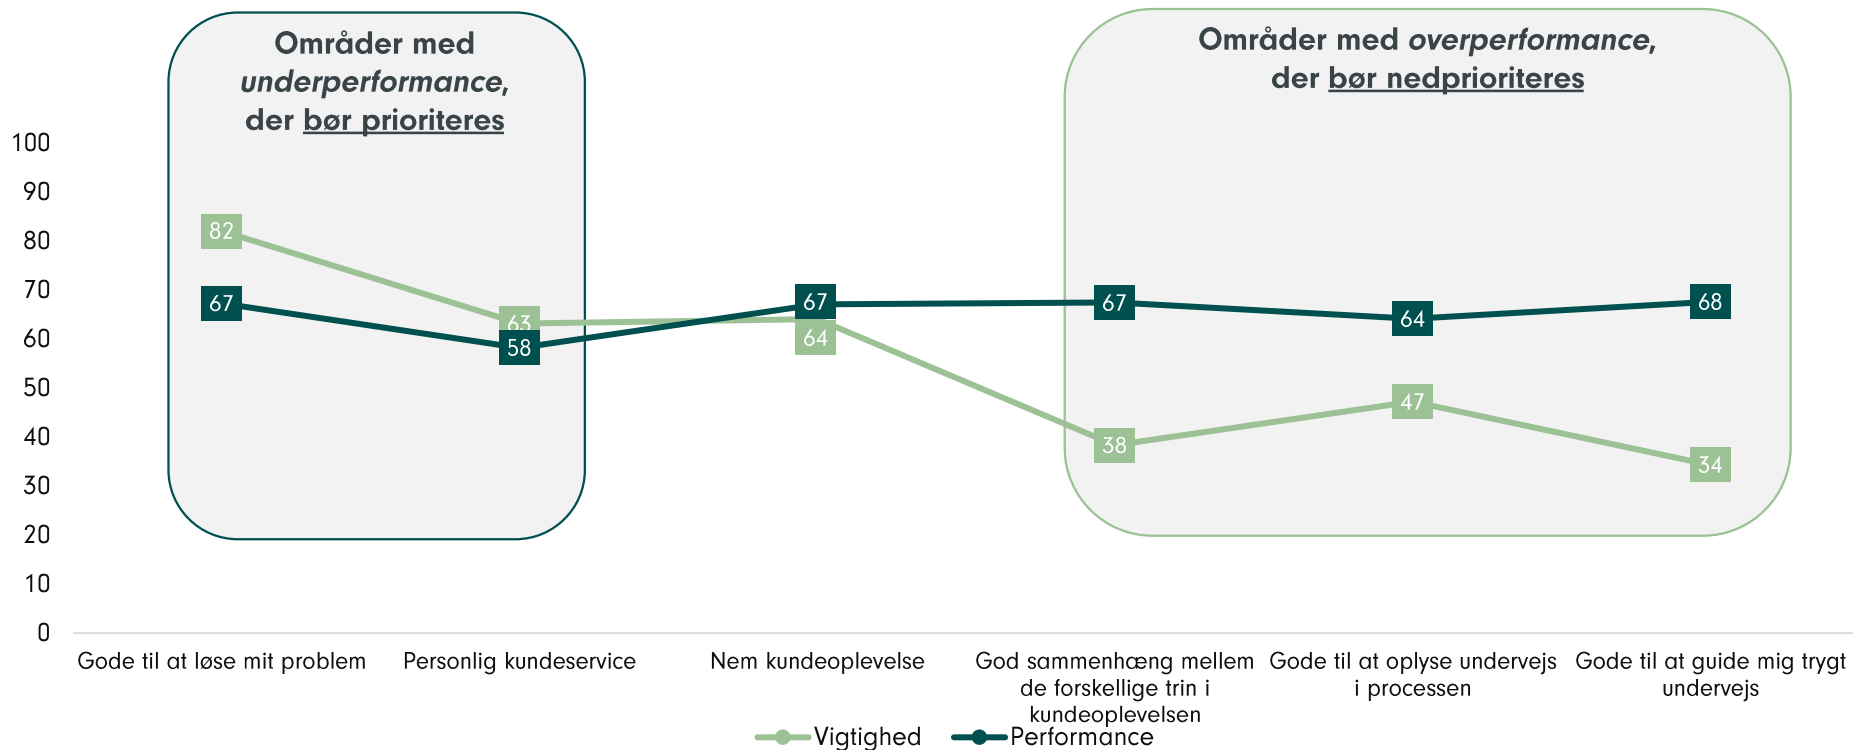 Områder med
underperformance,
der bør prioriteres
Områder med overperformance,
der bør nedprioriteres
100
90
80
70
60
50
40
30
20
10
0
82
63
64
38
47
34
67
58
67
67
64
68
Gode til at løse mit problem
Personlig kundeservice
Nem kundeoplevelse
God sammenhæng mellem
de forskellige trin i
kundeoplevelsen
Gode til at oplyse undervejs
i processen
Gode til at guide mig trygt
undervejs
Vigtighed
Performance